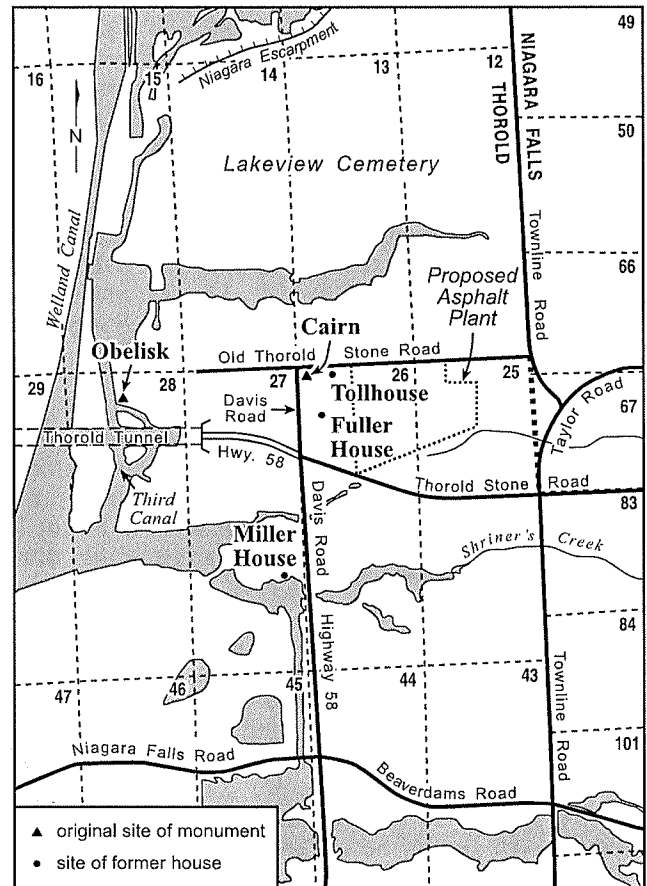 49
16
15
Niagara Escarpment
14
13
12
NIAGARA FALLS
THOROLD
50
N
Lakeview Cemetery
Welland Canal
Townline Road
66
Proposed
Asphalt
Plant
Cairn
Obelisk
Old Thorold Stone Road
29
28
27
26
25
Tollhouse
Davis
Road
Fuller
House
67
Taylor Road
Thorold Tunnel
Hwy. 58
Third
Canal
Thorold Stone Road
83
Miller
House
Davis Road
Shriner's Creek
Highway 58
84
47
46
45
44
43
Townline Road
101
Niagara Falls Road
Beaverdams Road
▲ original site of monument
● site of former house